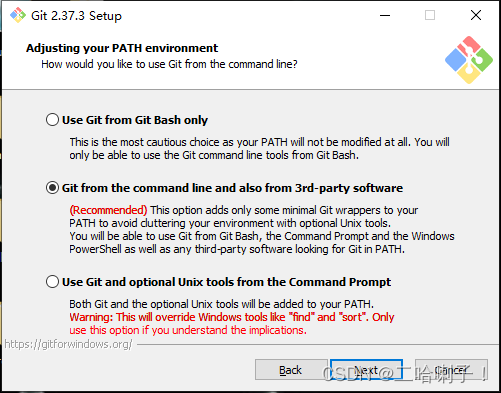 Git 2.37.3 Setup
Adjusting your PATH environment
How would you like to use Git from the command line?
Use Git from Git Bash only
This is the most cautious choice as your PATH will not be modified at all. You will
only be able to use the Git command line tools from Git Bash.
Git from the command line and also from 3rd-party software
(Recommended) This option adds only some minimal Git wrappers to your
PATH to avoid cluttering your environment with optional Unix tools.
You will be able to use Git from Git Bash, the Command Prompt and the Windows
PowerShell as well as any third-party software looking for Git in PATH.
Use Git and optional Unix tools from the Command Prompt
Both Git and the optional Unix tools will be added to your PATH.
Warning: This will override Windows tools like "find" and "sort". Only
use this option if you understand the implications.
https://gitforwindows.org/
Back Next Cancel
CSDN @二哈喇子！